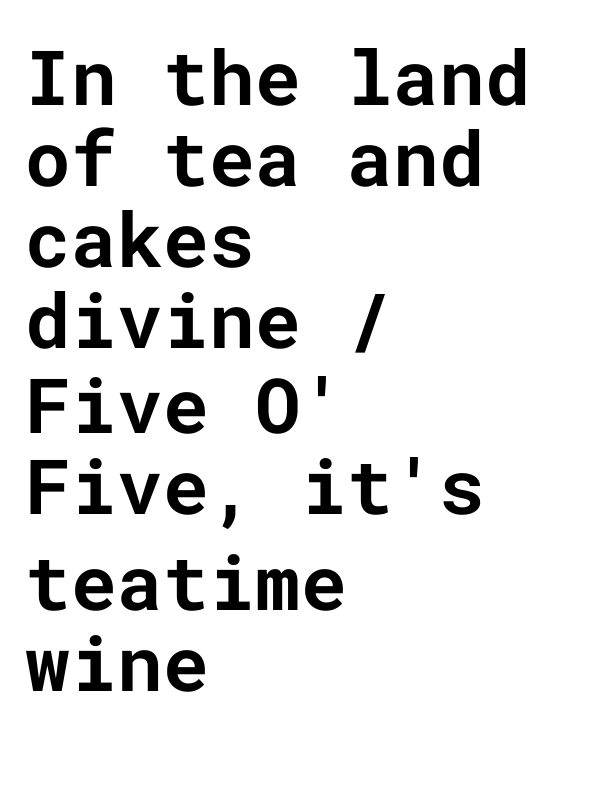 In the land
of tea and
cakes
divine /
Five O'
Five, it's
teatime
wine